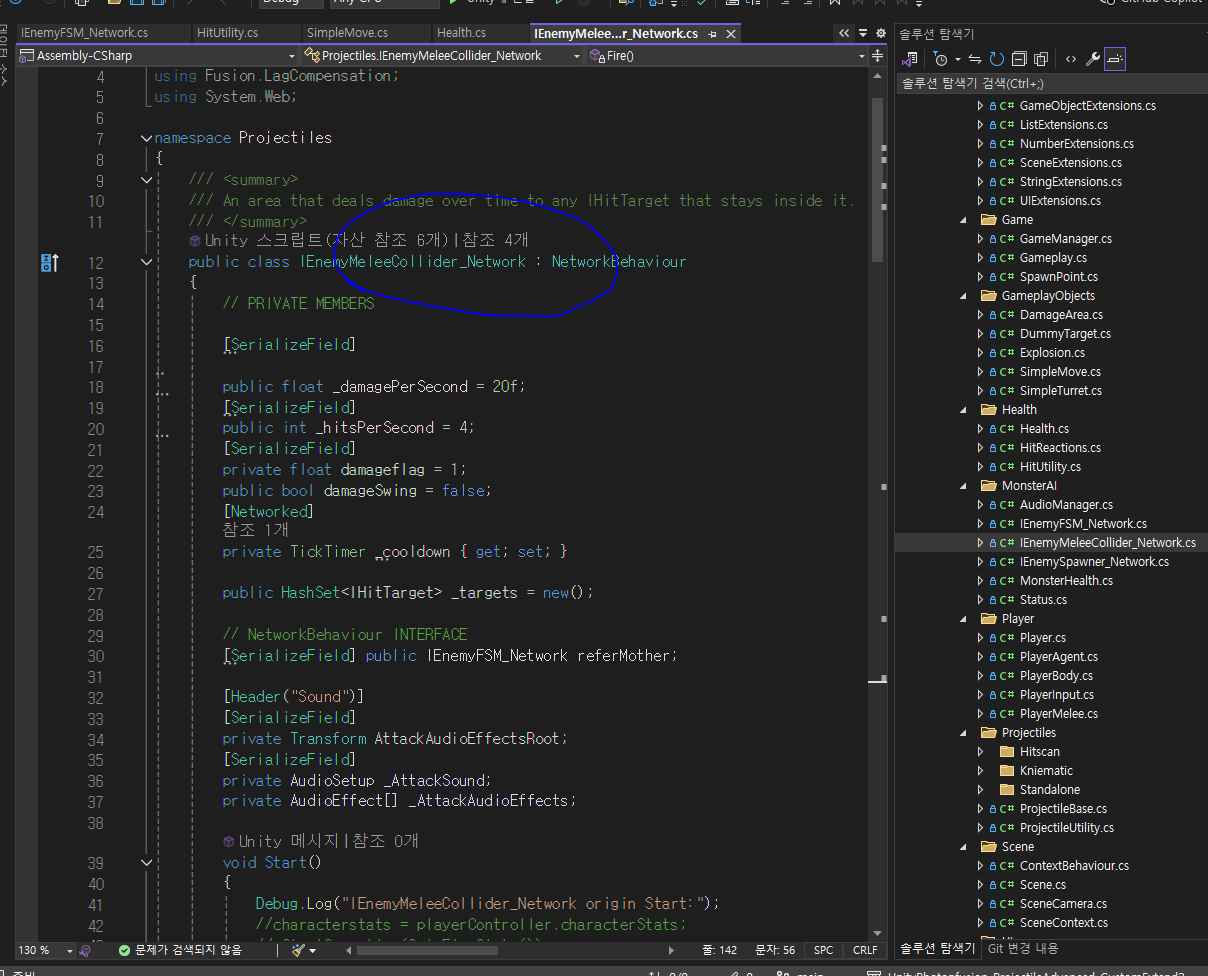 Debug
Any CPU
Unity
GitHub Copilot
IEnemyFSM_Network.cs
HitUtility.cs
SimpleMove.cs
Health.cs
IEnemyMelee...r_Network.cs
Assembly-CSharp
Projectiles.IEnemyMeleeCollider_Network
Fire()
4 using Fusion.LagCompensation;
5 using System.Web;
6
7 namespace Projectiles
8 {
9 /// <summary>
10 /// An area that deals damage over time to any IHitTarget that stays inside it.
11 /// </summary>
Unity 스크립트(자산 참조 6개)|참조 4개
12 public class IEnemyMeleeCollider_Network : NetworkBehaviour
13 {
14 // PRIVATE MEMBERS
15
16 [SerializeField]
17
18 public float _damagePerSecond = 20f;
19 [SerializeField]
20 public int _hitsPerSecond = 4;
21 [SerializeField]
22 private float damageflag = 1;
23 public bool damageSwing = false;
24 [Networked]
참조 1개
25 private TickTimer _cooldown { get; set; }
26
27 public HashSet<IHitTarget> _targets = new();
28
29 // NetworkBehaviour INTERFACE
30 [SerializeField] public IEnemyFSM_Network referMother;
31
32 [Header("Sound")]
33 [SerializeField]
34 private Transform AttackAudioEffectsRoot;
35 [SerializeField]
36 private AudioSetup _AttackSound;
37 private AudioEffect[] _AttackAudioEffects;
38
Unity 메시지|참조 0개
39 void Start()
40 {
41 Debug.Log("IEnemyMeleeCollider_Network origin Start:");
42 //characterstats = playerController.characterStats;
130 %
문제가 검색되지 않음
줄: 142
문자: 56
SPC
CRLF
솔루션 탐색기
솔루션 탐색기 검색(Ctrl+;)
C# GameObjectExtensions.cs
C# ListExtensions.cs
C# NumberExtensions.cs
C# SceneExtensions.cs
C# StringExtensions.cs
C# UIExtensions.cs
Game
C# GameManager.cs
C# Gameplay.cs
C# SpawnPoint.cs
GameplayObjects
C# DamageArea.cs
C# DummyTarget.cs
C# Explosion.cs
C# SimpleMove.cs
C# SimpleTurret.cs
Health
C# Health.cs
C# HitReactions.cs
C# HitUtility.cs
MonsterAI
C# AudioManager.cs
C# IEnemyFSM_Network.cs
C# IEnemyMeleeCollider_Network.cs
C# IEnemySpawner_Network.cs
C# MonsterHealth.cs
C# Status.cs
Player
C# Player.cs
C# PlayerAgent.cs
C# PlayerBody.cs
C# PlayerInput.cs
C# PlayerMelee.cs
Projectiles
Hitscan
Kniematic
Standalone
C# ProjectileBase.cs
C# ProjectileUtility.cs
Scene
C# ContextBehaviour.cs
C# Scene.cs
C# SceneCamera.cs
C# SceneContext.cs
솔루션 탐색기
Git 변경 내용